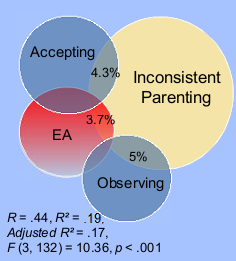 Accepting
4.3%
Inconsistent
Parenting
3.7%
EA
5%
Observing
R = .44, R² = .19.
Adjusted R² = .17,
F (3, 132) = 10.36, p < .001